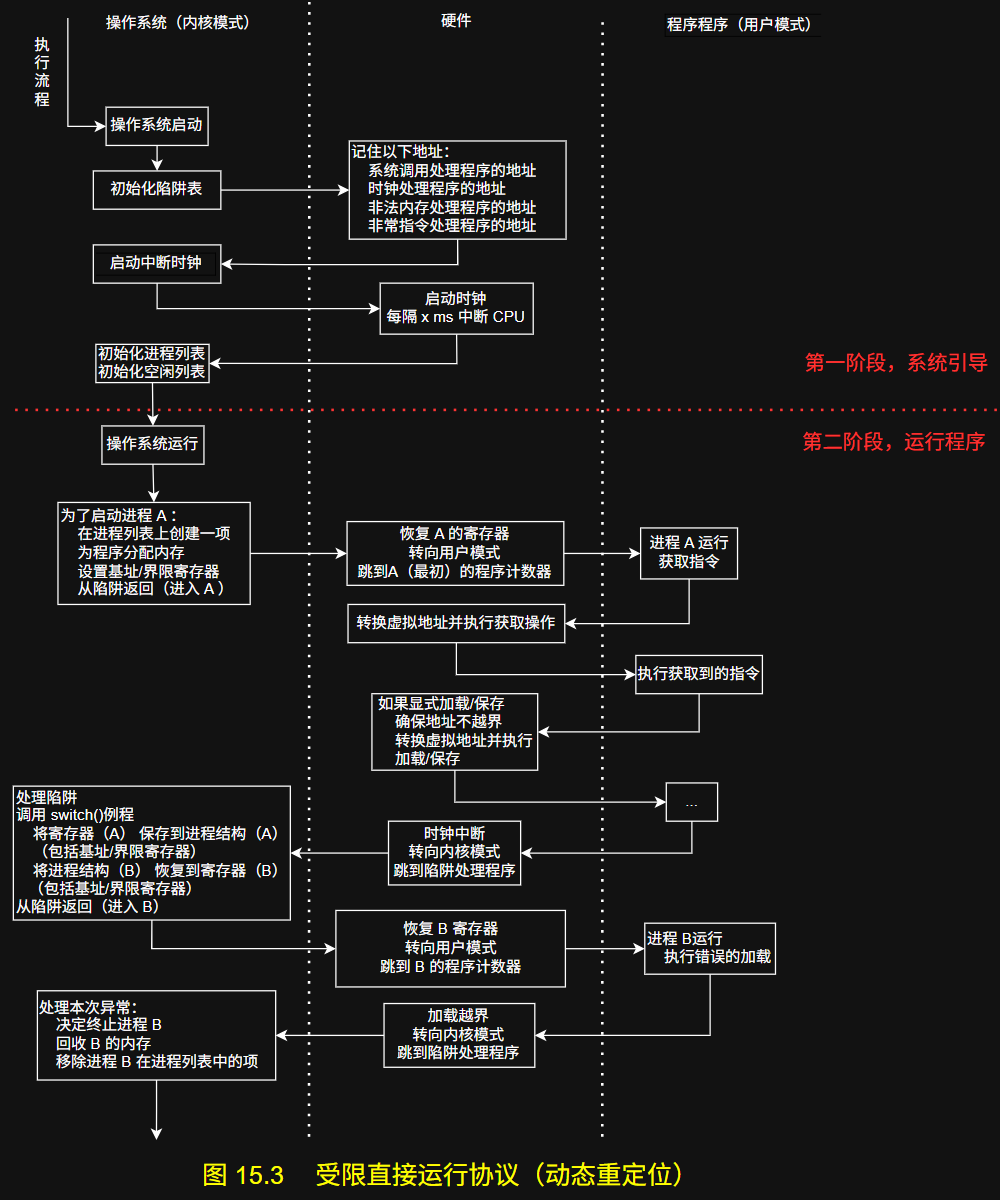 操作系统（内核模式）
硬件
程序程序（用户模式）
执行流程
操作系统启动
初始化陷阱表
记住以下地址：
系统调用处理程序的地址
时钟处理程序的地址
非法内存处理程序的地址
非常指令处理程序的地址
启动中断时钟
启动时钟
每隔 x ms 中断 CPU
初始化进程列表
初始化空闲列表
第一阶段，系统引导
第二阶段，运行程序
操作系统运行
为了启动进程 A：
在进程列表上创建一项
为程序分配内存
设置基址/界限寄存器
从陷阱返回（进入 A ）
恢复 A 的寄存器
转向用户模式
跳到A（最初）的程序计数器
进程 A 运行
获取指令
转换虚拟地址并执行获取操作
执行获取到的指令
如果显式加载/保存
确保地址不越界
转换虚拟地址并执行
加载/保存
...
时钟中断
转向内核模式
跳到陷阱处理程序
处理陷阱
调用 switch()例程
将寄存器（A） 保存到进程结构（A）
（包括基址/界限寄存器）
将进程结构（B） 恢复到寄存器（B）
（包括基址/界限寄存器）
从陷阱返回（进入 B）
恢复 B 寄存器
转向用户模式
跳到 B 的程序计数器
进程 B运行
执行错误的加载
加载越界
转向内核模式
跳到陷阱处理程序
处理本次异常：
决定终止进程 B
回收 B 的内存
移除进程 B 在进程列表中的项
图 15.3 受限直接运行协议（动态重定位）